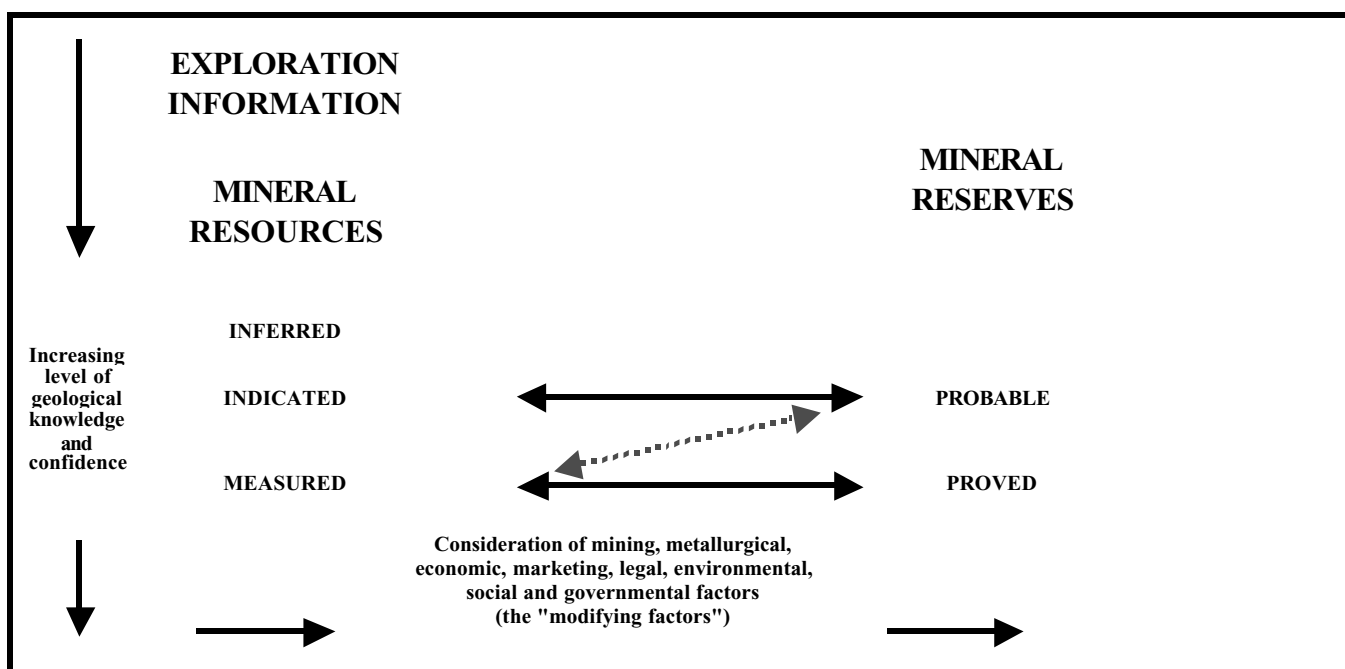 EXPLORATION
INFORMATION
MINERAL
RESOURCES
MINERAL
RESERVES
Increasing
level of
geological
knowledge
and
confidence
INFERRED
INDICATED
PROBABLE
MEASURED
PROVED
Consideration of mining, metallurgical,
economic, marketing, legal, environmental,
social and governmental factors
(the "modifying factors")